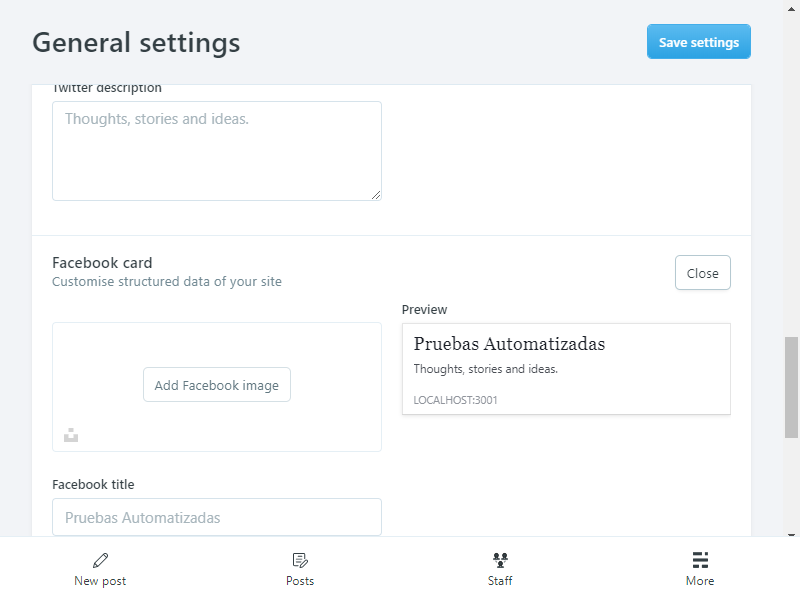 General settings
Save settings
Twitter description
Thoughts, stories and ideas.
Facebook card
Customise structured data of your site
Close
Preview
Pruebas Automatizadas
Thoughts, stories and ideas.
LOCALHOST:3001
Add Facebook image
Facebook title
Pruebas Automatizadas
New post
Posts
Staff
More